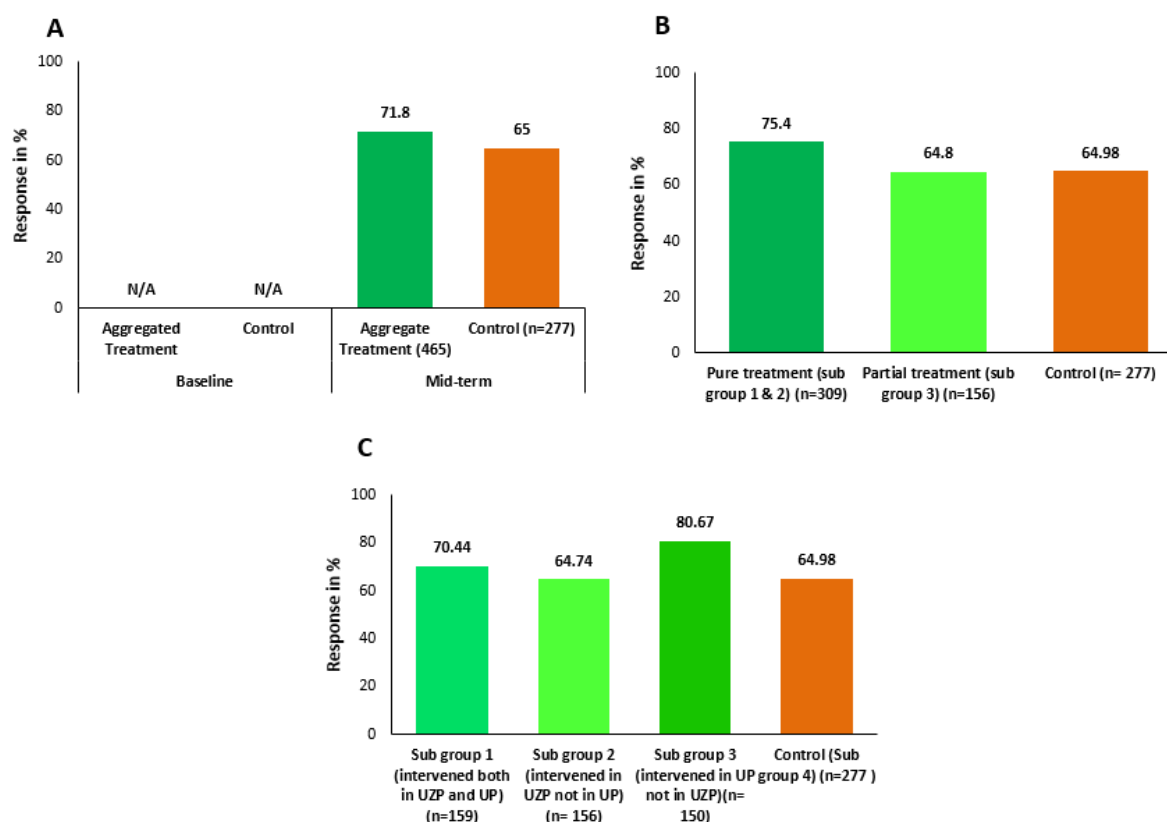 A
Response in %
100
80
60
40
20
0
N/A
N/A
71.8
65
Aggregated
Treatment
Control
Aggregate
Treatment (465)
Control (n=277)
Baseline
Mid-term
B
Response in %
100
80
60
40
20
0
75.4
64.8
64.98
Pure treatment (sub
group 1 & 2) (n=309)
Partial treatment (sub
group 3) (n=156)
Control (n= 277)
C
Response in %
100
80
60
40
20
0
70.44
64.74
80.67
64.98
Sub group 1
(intervened both
in UZP and UP)
(n=159)
Sub group 2
(intervened in
UZP not in UP)
(n= 156)
Sub group 3
(intervened in UP
not in UZP)(n=
150)
Control (Sub
group 4) (n=277 )